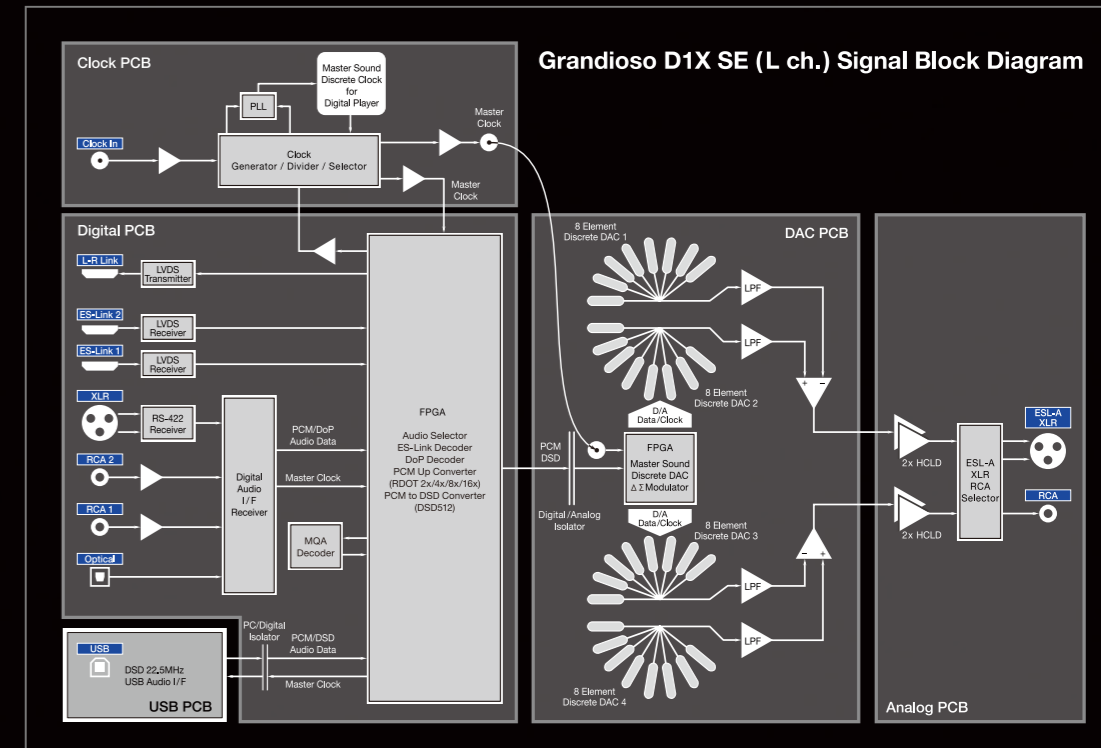 Grandioso D1X SE (L ch.) Signal Block Diagram
Clock PCB
Master Sound
Discrete Clock
for
Digital Player
PLL
Clock In
Clock
Generator / Divider / Selector
Master
Clock
Master
Clock
Digital PCB
L-R Link
LVDS
Transmitter
ES-Link 2
LVDS
Receiver
ES-Link 1
LVDS
Receiver
XLR
RS-422
Receiver
RCA 2
RCA 1
Optical
Digital
Audio
I/F
Receiver
PCM/DoP
Audio Data
Master Clock
MQA
Decoder
FPGA
Audio Selector
ES-Link Decoder
DoP Decoder
PCM Up Converter
(RDOT 2x/4x/8x/16x)
PCM to DSD Converter
(DSD512)
USB
DSD 22.5MHz
USB Audio I/F
USB PCB
PC/Digital
Isolator
PCM/DSD
Audio Data
Master Clock
DAC PCB
8 Element
Discrete DAC 1
LPF
LPF
8 Element
Discrete DAC 2
+ −
D/A
Data/Clock
PCM
DSD
Digital/Analog
Isolator
FPGA
Master Sound
Discrete DAC
ΔΣModulator
D/A
Data/Clock
8 Element
Discrete DAC 3
LPF
LPF
− +
8 Element
Discrete DAC 4
Analog PCB
2x HCLD
2x HCLD
ESL-A
XLR
RCA
Selector
ESL-A
XLR
RCA